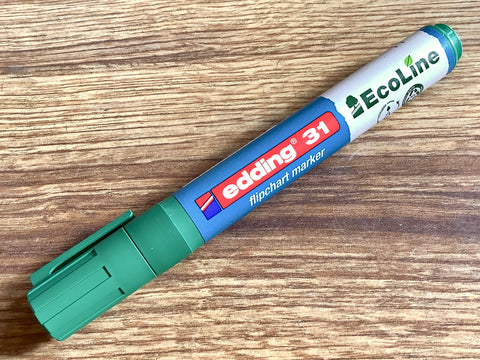 edding® 31
flipchart marker
EcoLine